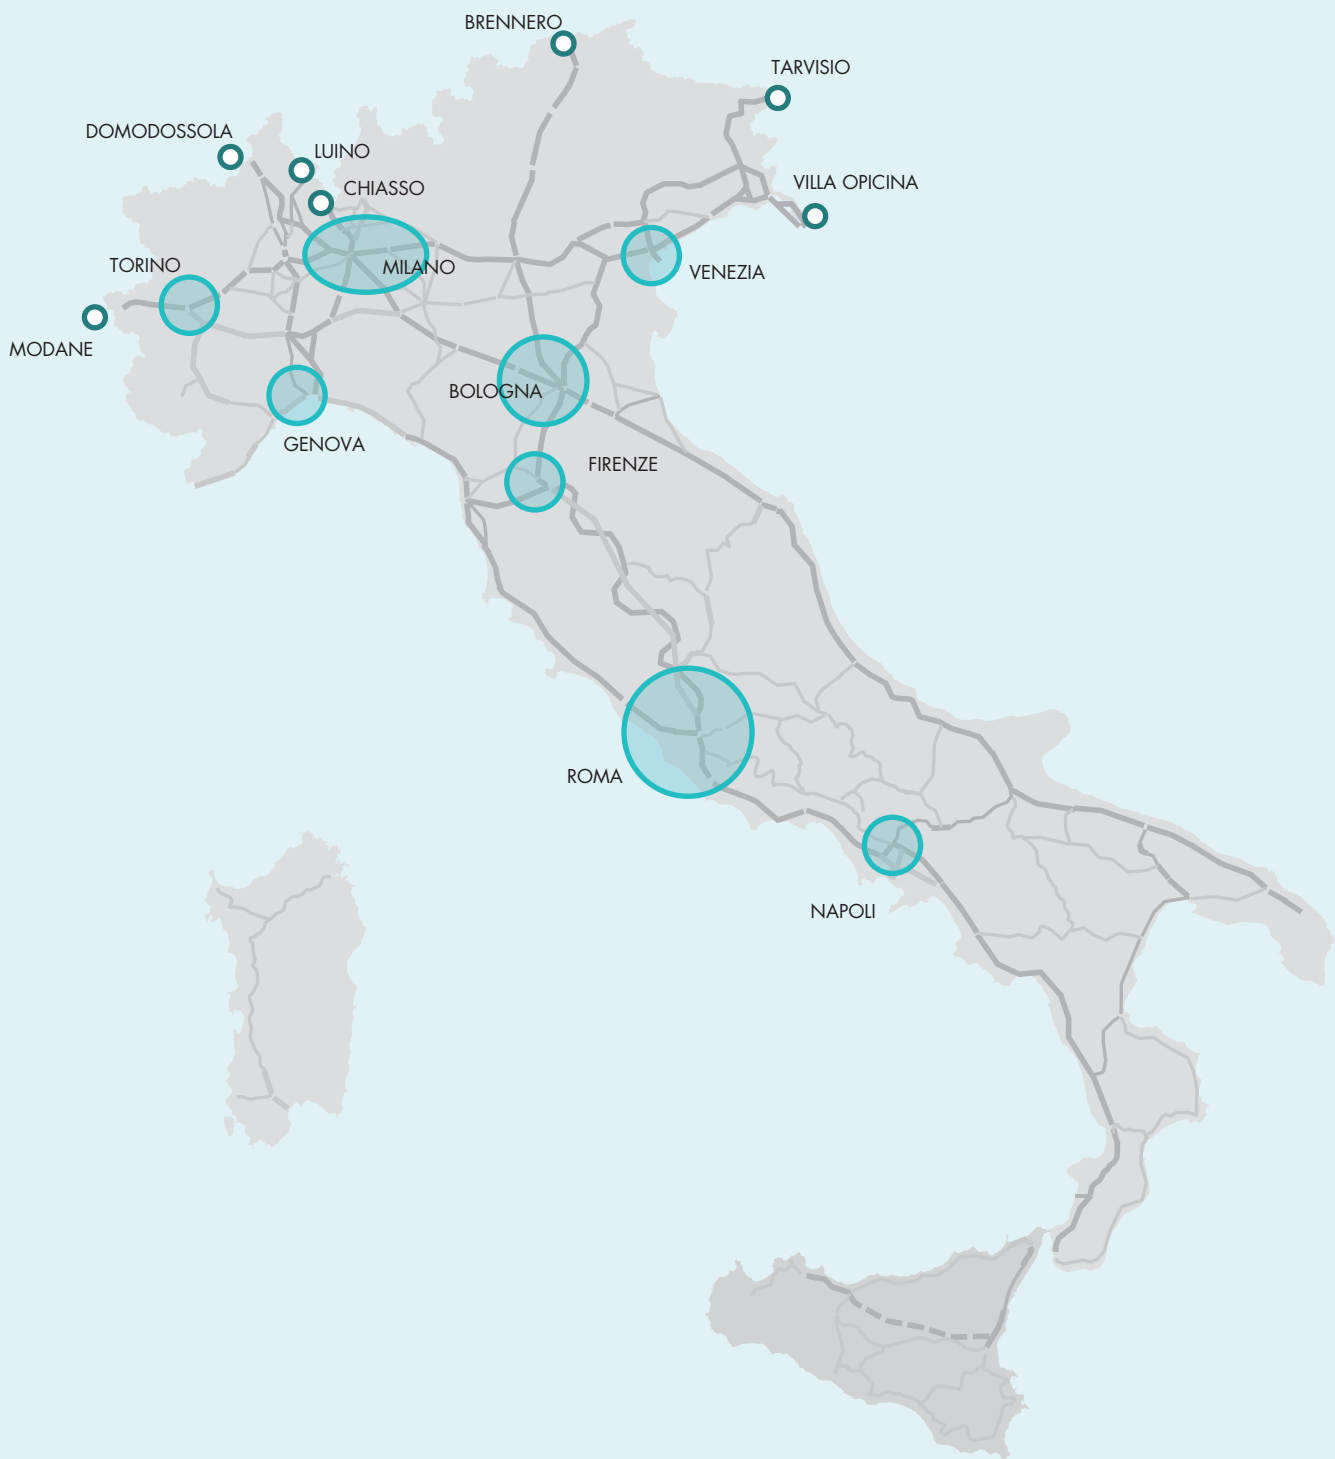 BRENNERO
TARVISIO
DOMODOSSOLA
LUINO
VILLA OPICINA
CHIASSO
TORINO
MILANO
VENEZIA
MODANE
BOLOGNA
GENOVA
FIRENZE
ROMA
NAPOLI